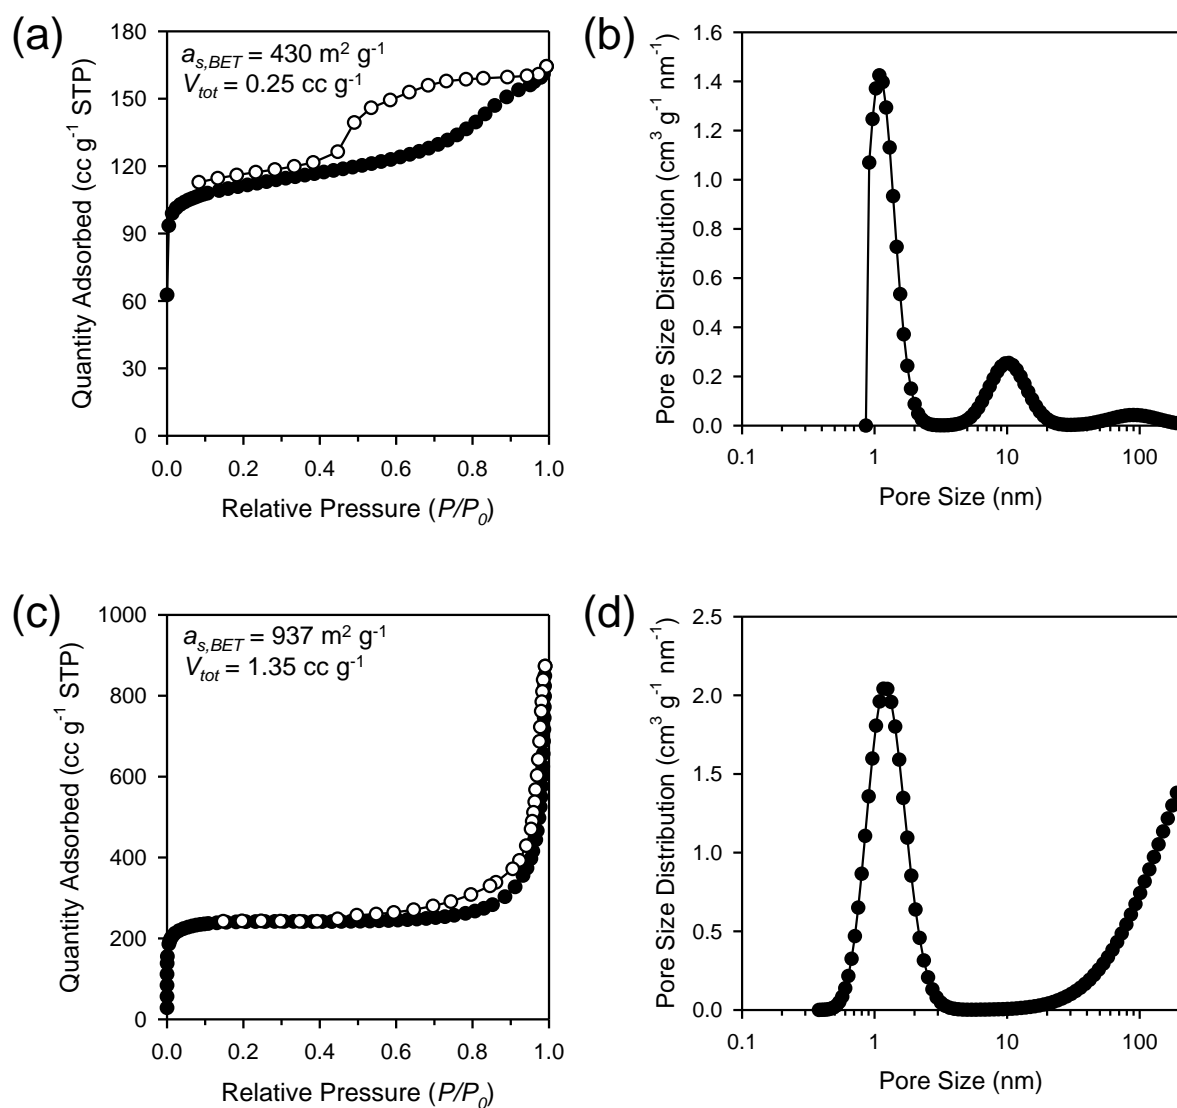 (a)
a_s,BET = 430 m² g⁻¹
V_tot = 0.25 cc g⁻¹
Quantity Adsorbed (cc g⁻¹ STP)
180
150
120
90
60
30
0
0.0 0.2 0.4 0.6 0.8 1.0
Relative Pressure (P/P₀)
(b)
Pore Size Distribution (cm³ g⁻¹ nm⁻¹)
1.6
1.4
1.2
1.0
0.8
0.6
0.4
0.2
0.0
0.1 1 10 100
Pore Size (nm)
(c)
a_s,BET = 937 m² g⁻¹
V_tot = 1.35 cc g⁻¹
Quantity Adsorbed (cc g⁻¹ STP)
1000
800
600
400
200
0
0.0 0.2 0.4 0.6 0.8 1.0
Relative Pressure (P/P₀)
(d)
Pore Size Distribution (cm³ g⁻¹ nm⁻¹)
2.5
2.0
1.5
1.0
0.5
0.0
0.1 1 10 100
Pore Size (nm)